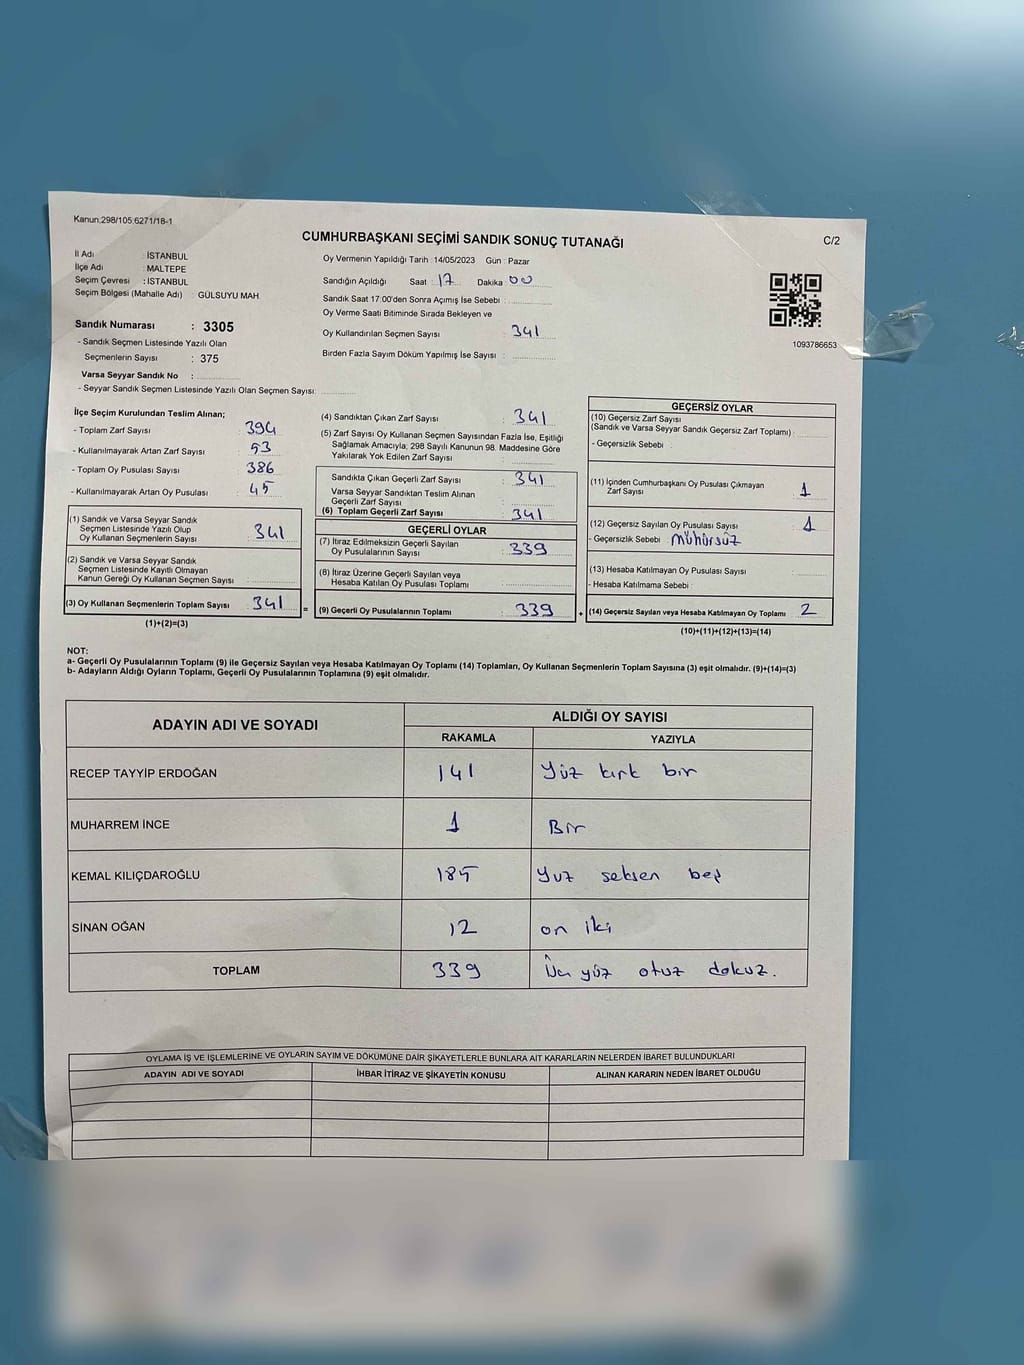 Kanun:298/105;6271/18-1
C/2
CUMHURBAŞKANI SEÇİMİ SANDIK SONUÇ TUTANAĞI
İl Adı : İSTANBUL
İlçe Adı : MALTEPE
Seçim Çevresi : İSTANBUL
Seçim Bölgesi (Mahalle Adı) : GÜLSUYU MAH
Sandık Numarası : 3305
- Sandık Seçmen Listesinde Yazılı Olan
Seçmenlerin Sayısı : 375
Varsa Seyyar Sandık No :
- Seyyar Sandık Seçmen Listesinde Yazılı Olan Seçmen Sayısı:
Oy Vermenin Yapıldığı Tarih : 14/05/2023 Gün : Pazar
Sandığın Açıldığı Saat : 17 Dakika : 00
Sandık Saat 17:00'den Sonra Açımış İse Sebebi :
Oy Verme Saati Bitiminde Sırada Bekleyen ve
Oy Kullandırılan Seçmen Sayısı : 341
Birden Fazla Sayım Döküm Yapılmış İse Sayısı :
1093786653
İlçe Seçim Kurulundan Teslim Alınan;
- Toplam Zarf Sayısı : 394
- Kullanılmayarak Artan Zarf Sayısı : 53
- Toplam Oy Pusulası Sayısı : 386
- Kullanılmayarak Artan Oy Pusulası : 45
(1) Sandık ve Varsa Seyyar Sandık
Seçmen Listesinde Yazılı Olup
Oy Kullanan Seçmenlerin Sayısı : 341
(2) Sandık ve Varsa Seyyar Sandık
Seçmen Listesinde Kayıtlı Olmayan
Kanun Gereği Oy Kullanan Seçmen Sayısı :
(3) Oy Kullanan Seçmenlerin Toplam Sayısı : 341
(1)+(2)=(3)
=
(4) Sandıktan Çıkan Zarf Sayısı : 341
(5) Zarf Sayısı Oy Kullanan Seçmen Sayısından Fazla İse, Eşitliği
Sağlamak Amacıyla; 298 Sayılı Kanunun 98. Maddesine Göre
Yakılarak Yok Edilen Zarf Sayısı :
Sandıkta Çıkan Geçerli Zarf Sayısı : 341
Varsa Seyyar Sandıktan Teslim Alınan
Geçerli Zarf Sayısı :
(6) Toplam Geçerli Zarf Sayısı : 341
GEÇERLİ OYLAR
(7) İtiraz Edilmeksizin Geçerli Sayılan
Oy Pusulalarının Sayısı : 339
(8) İtiraz Üzerine Geçerli Sayılan veya
Hesaba Katılan Oy Pusulası Toplamı :
(9) Geçerli Oy Pusulalarının Toplamı : 339
+
GEÇERSİZ OYLAR
(10) Geçersiz Zarf Sayısı
(Sandık ve Varsa Seyyar Sandık Geçersiz Zarf Toplamı) :
- Geçersizlik Sebebi :
(11) İçinden Cumhurbaşkanı Oy Pusulası Çıkmayan
Zarf Sayısı : 1
(12) Geçersiz Sayılan Oy Pusulası Sayısı : 1
- Geçersizlik Sebebi : Mühürsüz
(13) Hesaba Katılmayan Oy Pusulası Sayısı :
- Hesaba Katılmama Sebebi :
(14) Geçersiz Sayılan veya Hesaba Katılmayan Oy Toplamı : 2
(10)+(11)+(12)+(13)=(14)
NOT:
a- Geçerli Oy Pusulalarının Toplamı (9) ile Geçersiz Sayılan veya Hesaba Katılmayan Oy Toplamı (14) Toplamları, Oy Kullanan Seçmenlerin Toplam Sayısına (3) eşit olmalıdır. (9)+(14)=(3)
b- Adayların Aldığı Oyların Toplamı, Geçerli Oy Pusulalarının Toplamına (9) eşit olmalıdır.
ADAYIN ADI VE SOYADI ALDIĞI OY SAYISI
RAKAMLA YAZIYLA
RECEP TAYYİP ERDOĞAN 141 Yüz kırk bir
MUHARREM İNCE 1 Bir
KEMAL KILIÇDAROĞLU 185 Yuz seksen beş
SİNAN OĞAN 12 on iki
TOPLAM 339 Üç yüz otuz dokuz.
OYLAMA İŞ VE İŞLEMLERİNE VE OYLARIN SAYIM VE DÖKÜMÜNE DAİR ŞİKAYETLERLE BUNLARA AİT KARARLARIN NELERDEN İBARET BULUNDUKLARI
ADAYIN ADI VE SOYADI İHBAR İTİRAZ VE ŞİKAYETİN KONUSU ALINAN KARARIN NEDEN İBARET OLDUĞU